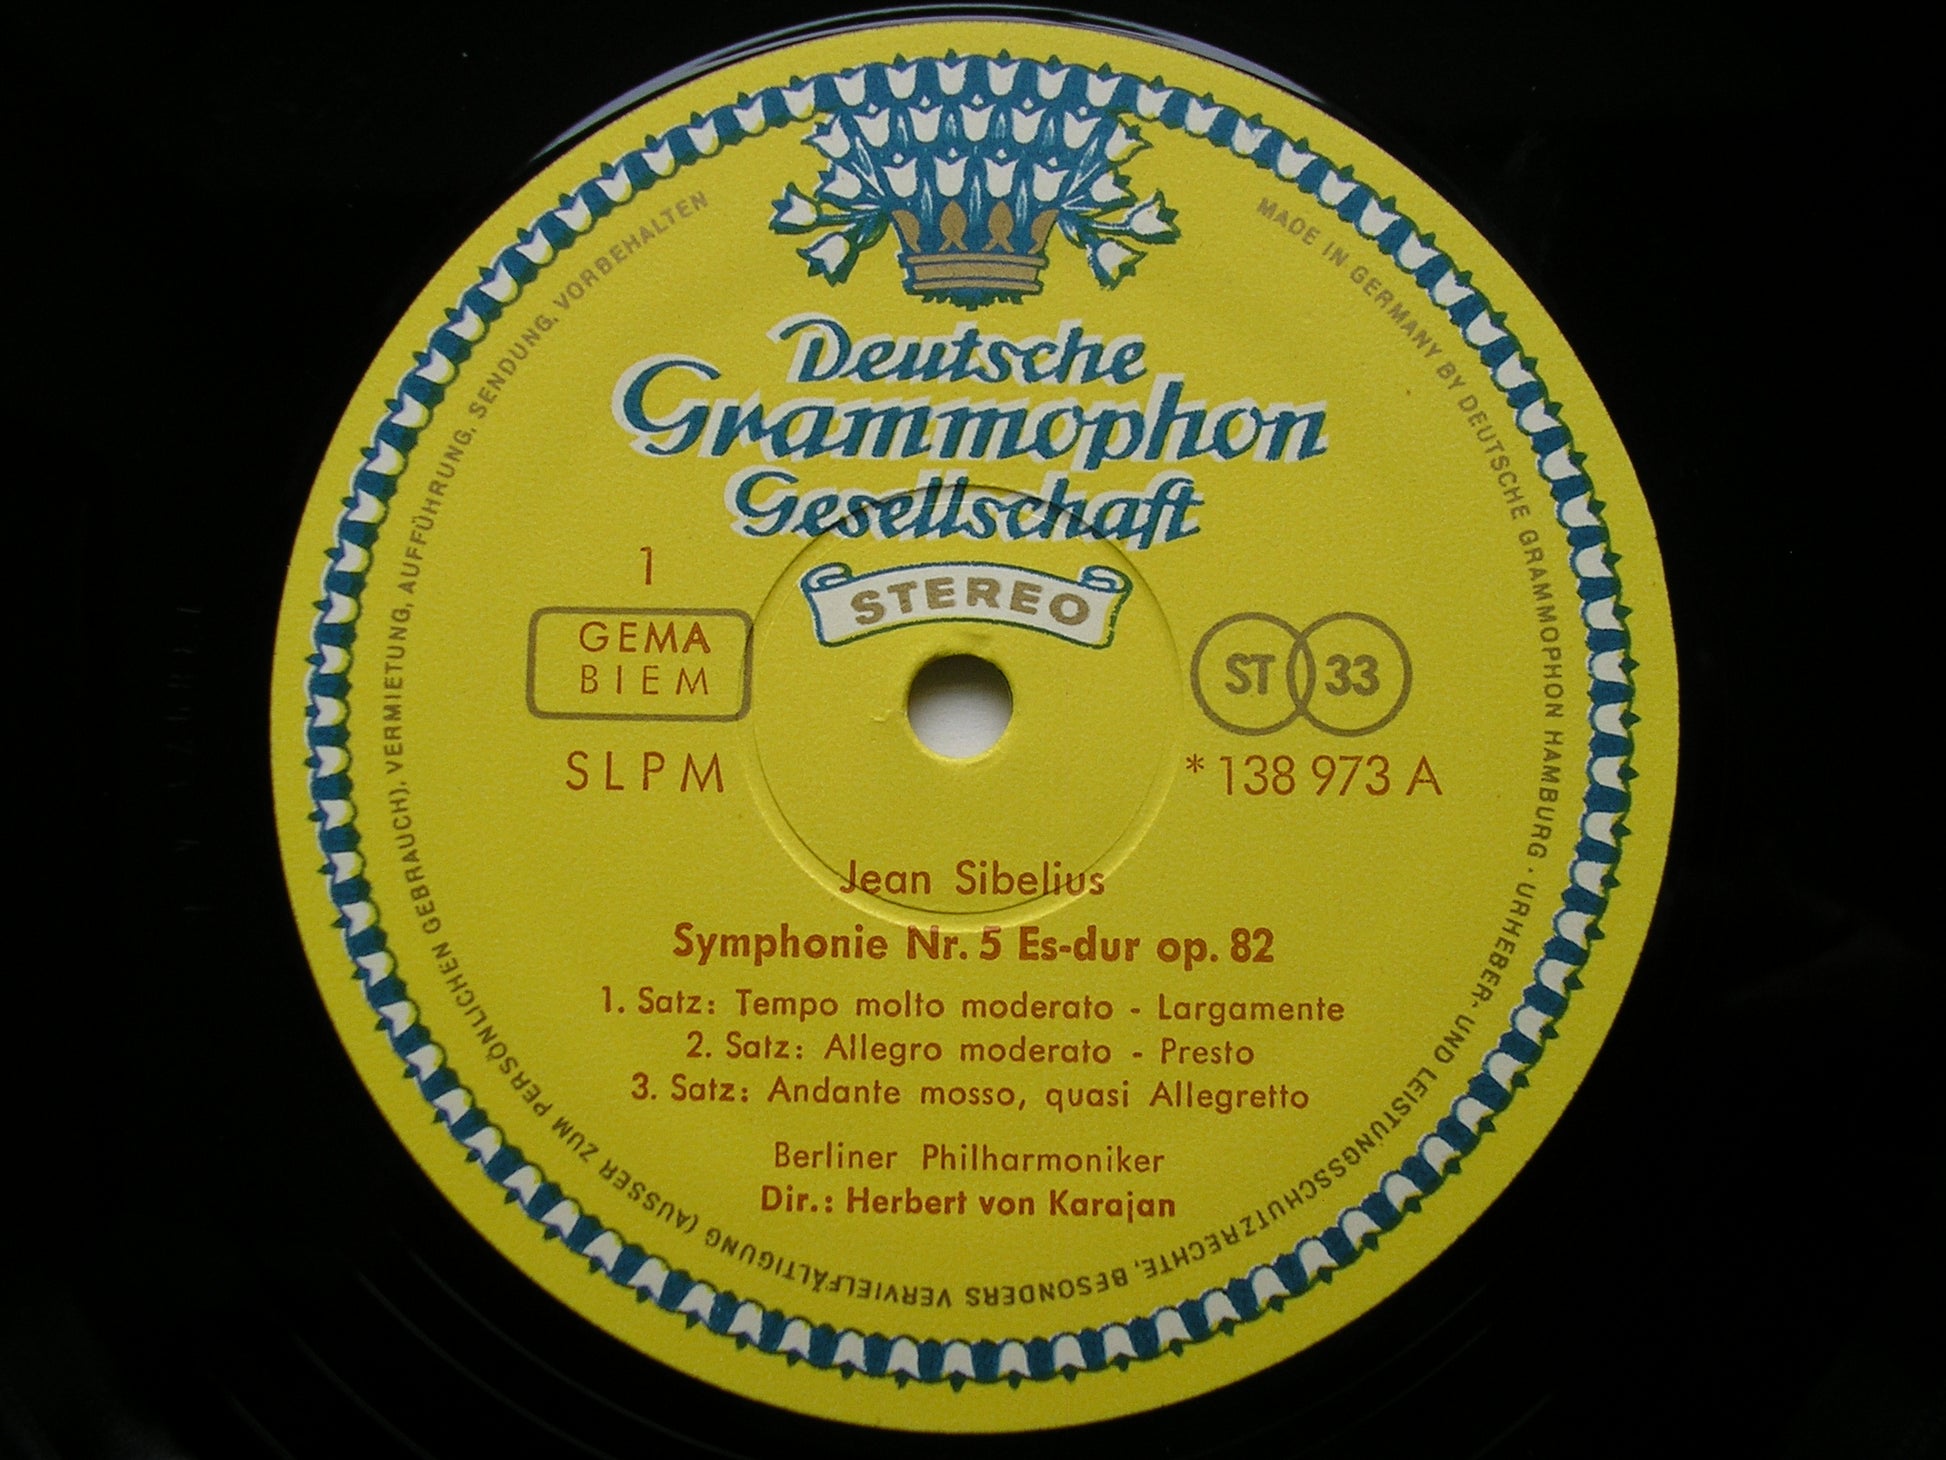 Deutsche
Grammophon
Gesellschaft
STEREO
1
GEMA
BIEM
ST 33
SLPM
*138 973 A
Jean Sibelius
Symphonie Nr. 5 Es-dur op. 82
1. Satz: Tempo molto moderato - Largamente
2. Satz: Allegro moderato - Presto
3. Satz: Andante mosso, quasi Allegretto
Berliner Philharmoniker
Dir.: Herbert von Karajan
MADE IN GERMANY BY DEUTSCHE GRAMMOPHON HAMBURG · URHEBER- UND LEISTUNGSSCHUTZRECHTE, BESONDERS VERVIELFÄLTIGUNG (AUSSER ZUM PERSÖNLICHEN GEBRAUCH), VERMIETUNG, AUFFÜHRUNG, SENDUNG, VORBEHALTEN